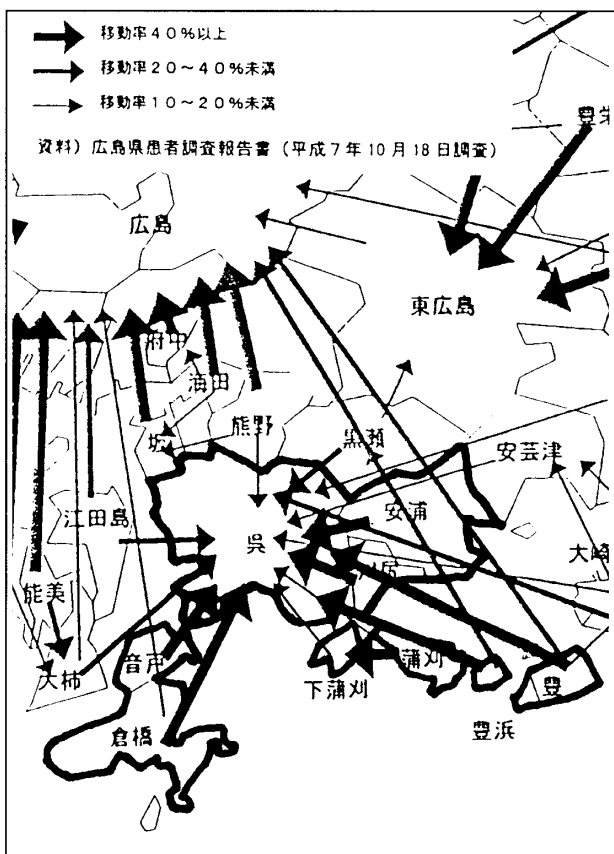 移動率40%以上
移動率20～40%未満
移動率10～20%未満
資料）広島県患者調査報告書（平成7年10月18日調査）
豊栄
広島
東広島
府中
海田
坂
熊野
黒瀬
安芸津
江田島
呉
安浦
大崎
能美
大柿
音戸
下蒲刈
蒲刈
豊
倉橋
豊浜